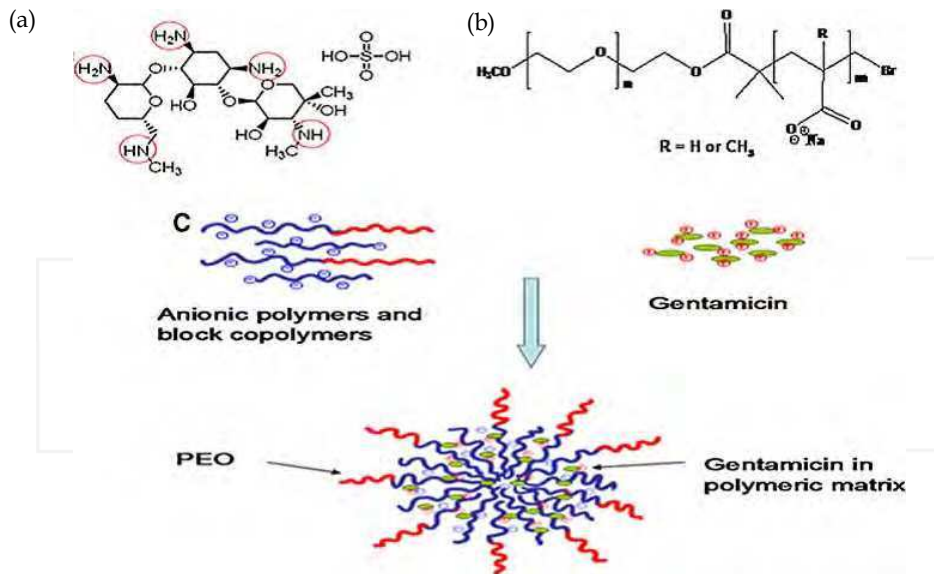 (a)
(b)
H₂N
H₂N
NH₂
HO
HN
CH₃
HO
CH₃
OH
NH
H₃C
HO
O
S
O
OH
H₃CO
O
n
O
O
R
m
Br
O
O
⊖
⊕
Na
R = H or CH₃
C
Anionic polymers and
block copolymers
Gentamicin
PEO
Gentamicin in
polymeric matrix